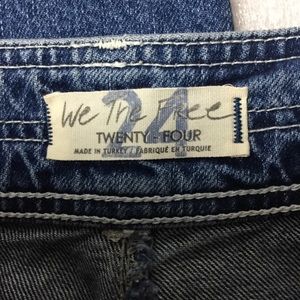 We The Free
24
TWENTY - FOUR
MADE IN TURKEY / FABRIQUÉ EN TURQUIE